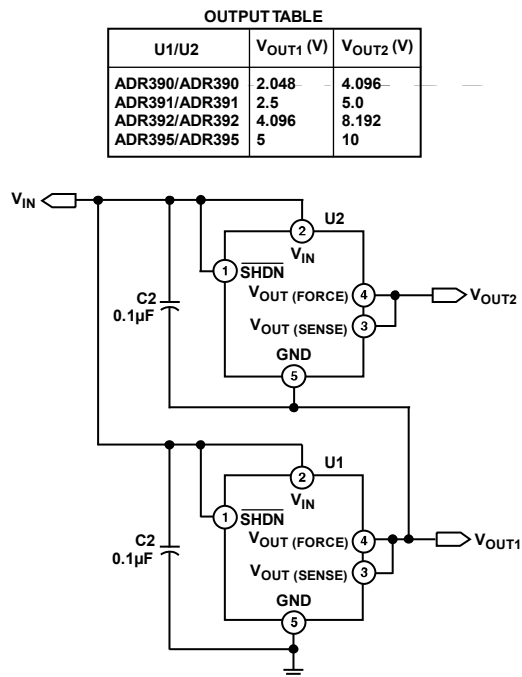 OUTPUT TABLE
U1/U2 VOUT1 (V) VOUT2 (V)
ADR390/ADR390 2.048 4.096
ADR391/ADR391 2.5 5.0
ADR392/ADR392 4.096 8.192
ADR395/ADR395 5 10
VIN
U2
2
VIN
1 SHDN
C2
0.1µF
VOUT (FORCE) 4
VOUT2
VOUT (SENSE) 3
GND
5
U1
2
VIN
1 SHDN
C2
0.1µF
VOUT (FORCE) 4
VOUT1
VOUT (SENSE) 3
GND
5